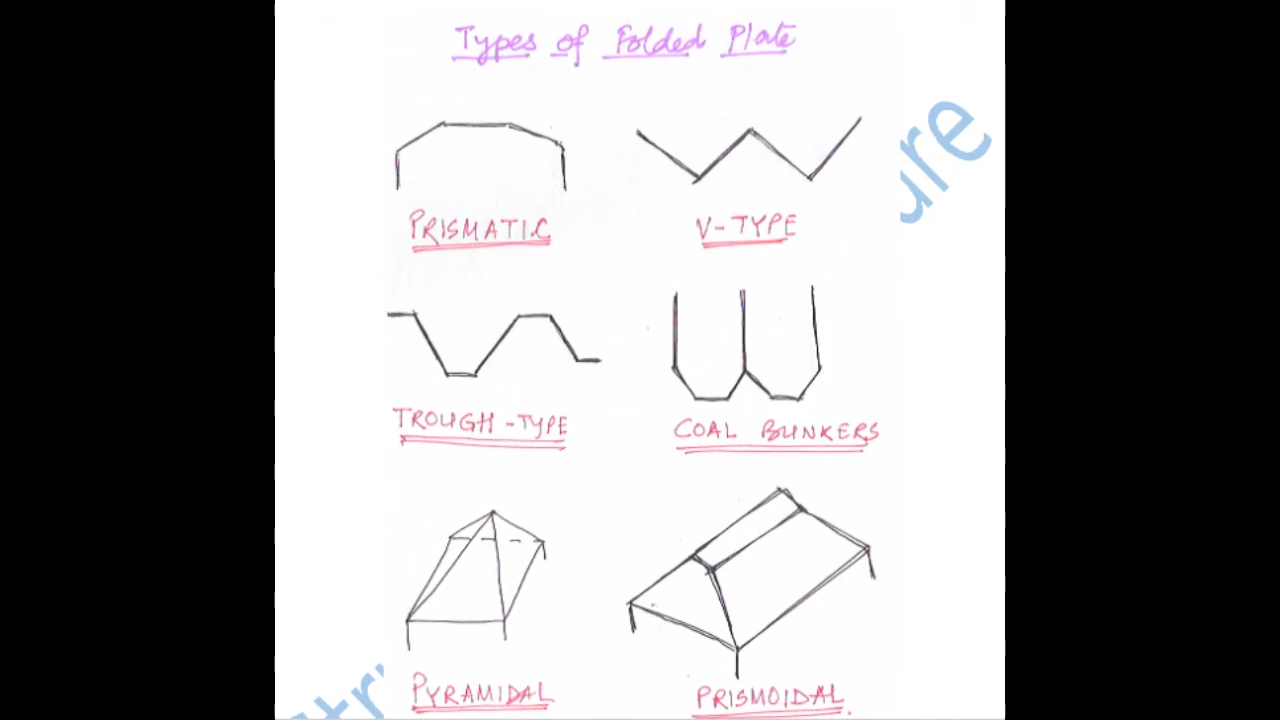 Types of Folded Plate
PRISMATIC
V-TYPE
TROUGH-TYPE
COAL BUNKERS
PYRAMIDAL
PRISMOIDAL.